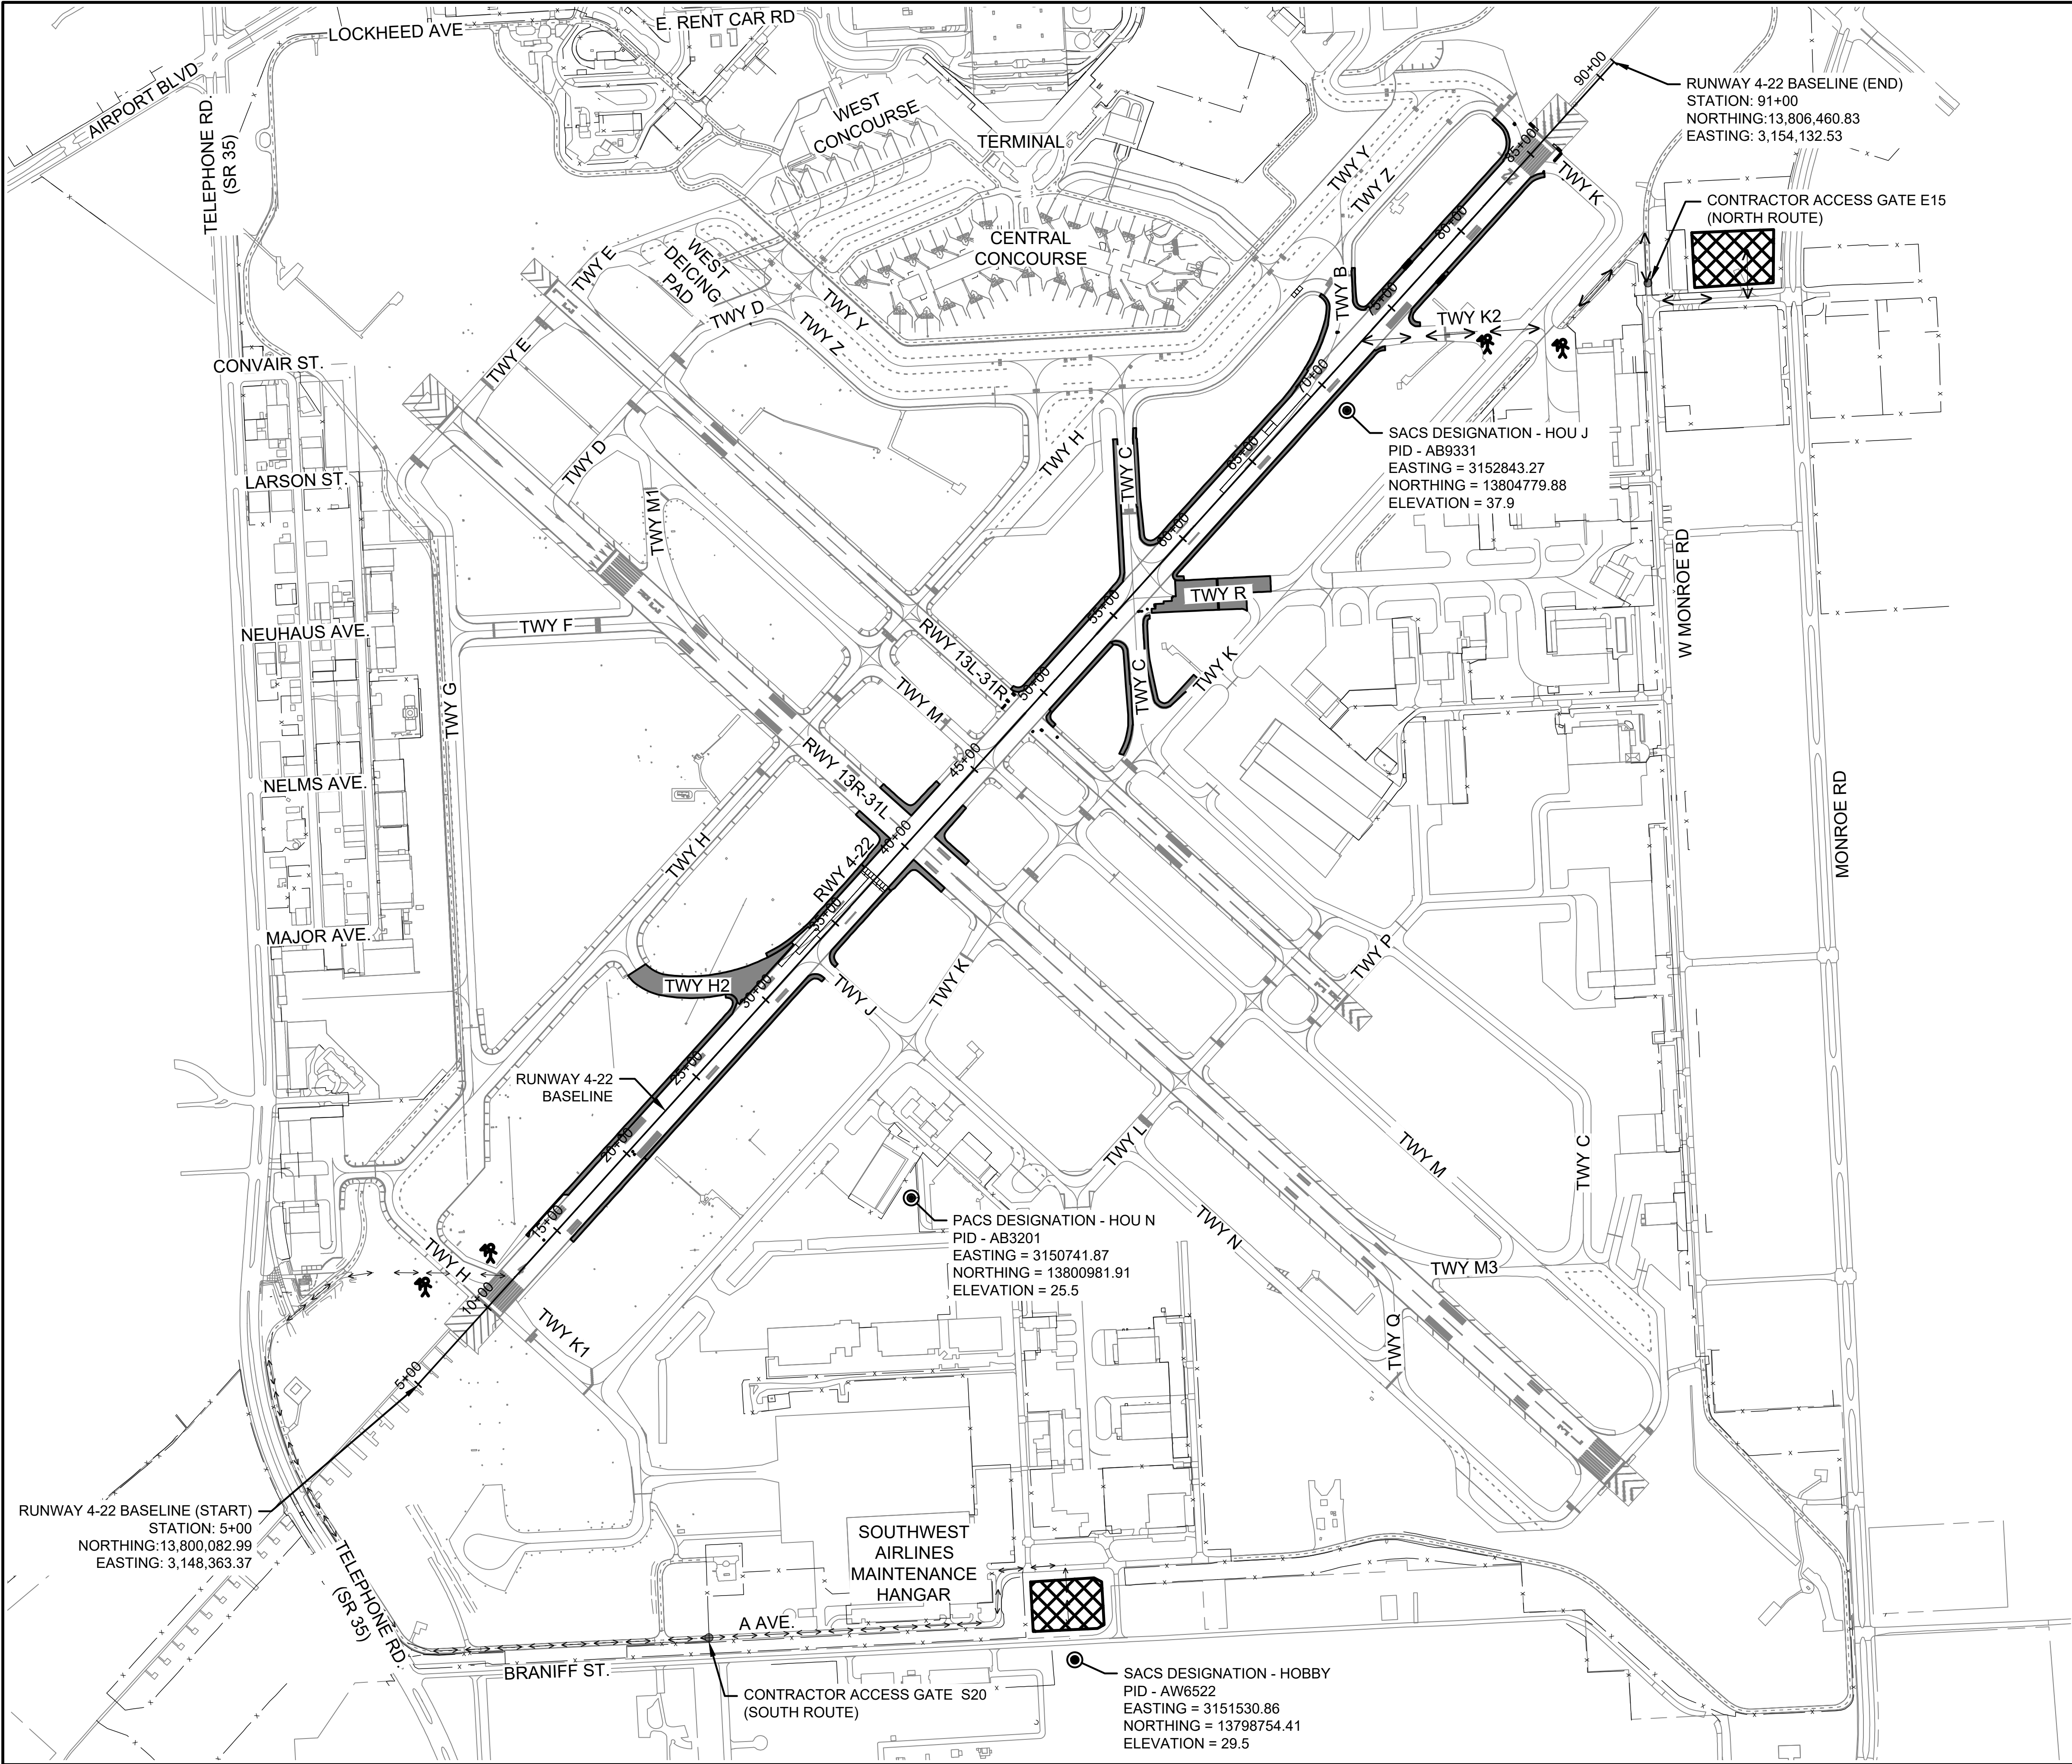 LOCKHEED AVE
E. RENT CAR RD
AIRPORT BLVD
TELEPHONE RD.
(SR 35)
WEST
CONCOURSE
TERMINAL
90+00
RUNWAY 4-22 BASELINE (END)
STATION: 91+00
NORTHING:13,806,460.83
EASTING: 3,154,132.53
85+00
22
TWY Y
TWY Z
TWY K
CONTRACTOR ACCESS GATE E15
(NORTH ROUTE)
80+00
CENTRAL
CONCOURSE
TWY E
WEST
DEICING
PAD
TWY D
TWY Y
TWY Z
TWY B
75+00
TWY K2
CONVAIR ST.
TWY E
70+00
SACS DESIGNATION - HOU J
PID - AB9331
EASTING = 3152843.27
NORTHING = 13804779.88
ELEVATION = 37.9
TWY D
TWY H
TWY C
65+00
LARSON ST.
TWY M1
60+00
W MONROE RD
TWY R
55+00
NEUHAUS AVE.
TWY F
RWY 13L-31R
TWY C
TWY K
50+00
TWY G
TWY M
45+00
NELMS AVE.
RWY 13R-31L
40+00
MONROE RD
TWY H
RWY 4-22
35+00
MAJOR AVE.
TWY P
TWY H2
30+00
TWY J
TWY K
25+00
RUNWAY 4-22
BASELINE
20+00
TWY L
TWY M
TWY C
15+00
PACS DESIGNATION - HOU N
PID - AB3201
EASTING = 3150741.87
NORTHING = 13800981.91
ELEVATION = 25.5
TWY N
TWY H
TWY M3
10+00
TWY K1
TWY Q
5+00
RUNWAY 4-22 BASELINE (START)
STATION: 5+00
NORTHING:13,800,082.99
EASTING: 3,148,363.37
TELEPHONE RD.
(SR 35)
SOUTHWEST
AIRLINES
MAINTENANCE
HANGAR
A AVE.
BRANIFF ST.
CONTRACTOR ACCESS GATE S20
(SOUTH ROUTE)
SACS DESIGNATION - HOBBY
PID - AW6522
EASTING = 3151530.86
NORTHING = 13798754.41
ELEVATION = 29.5